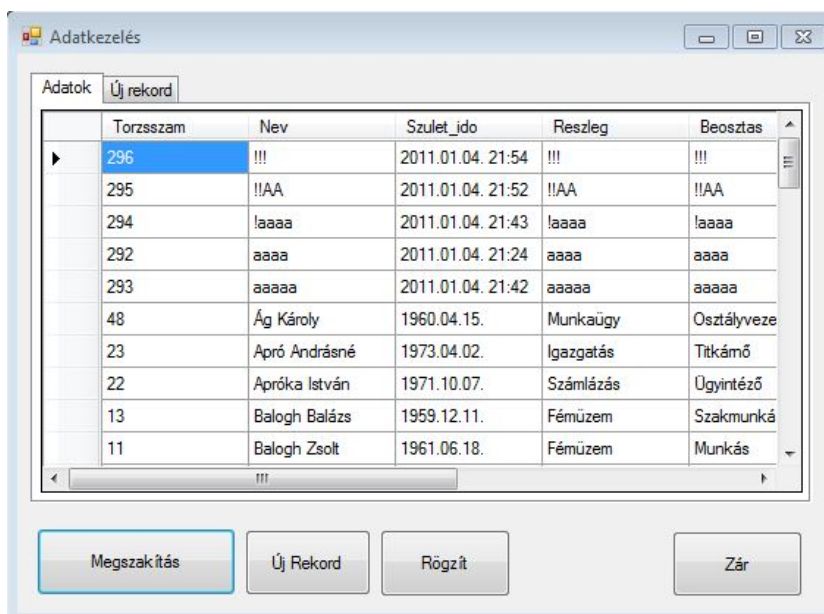 Adatkezelés
Adatok Új rekord
Torzsszam Nev Szulet_ido Reszleg Beosztas
296 !!! 2011.01.04. 21:54 !!! !!!
295 !!AA 2011.01.04. 21:52 !!AA !!AA
294 !aaaa 2011.01.04. 21:43 !aaaa !aaaa
292 aaaa 2011.01.04. 21:24 aaaa aaaa
293 aaaaa 2011.01.04. 21:42 aaaaa aaaaa
48 Ág Károly 1960.04.15. Munkaügy Osztályveze
23 Apró Andrásné 1973.04.02. Igazgatás Titkárnő
22 Apróka István 1971.10.07. Számlázás Ügyintéző
13 Balogh Balázs 1959.12.11. Fémüzem Szakmunká
11 Balogh Zsolt 1961.06.18. Fémüzem Munkás
Megszakítás Új Rekord Rögzít Zár